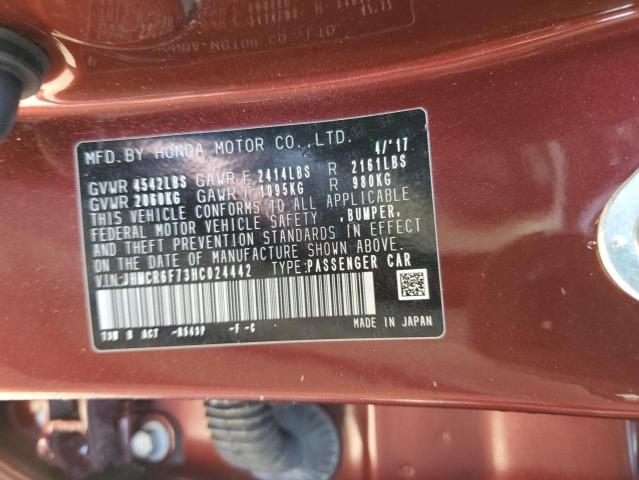 MFD. BY HONDA MOTOR CO.,LTD. 4/'17
GVWR 4542LBS GAWR F 2414LBS R 2161LBS
GVWR 2060KG GAWR F 1095KG R 980KG
THIS VEHICLE CONFORMS TO ALL APPLICABLE
FEDERAL MOTOR VEHICLE SAFETY ,BUMPER,
AND THEFT PREVENTION STANDARDS IN EFFECT
ON THE DATE OF MANUFACTURE SHOWN ABOVE.
VIN:JHMCR6F73HC024442 TYPE:PASSENGER CAR
ACT -F -C
MADE IN JAPAN